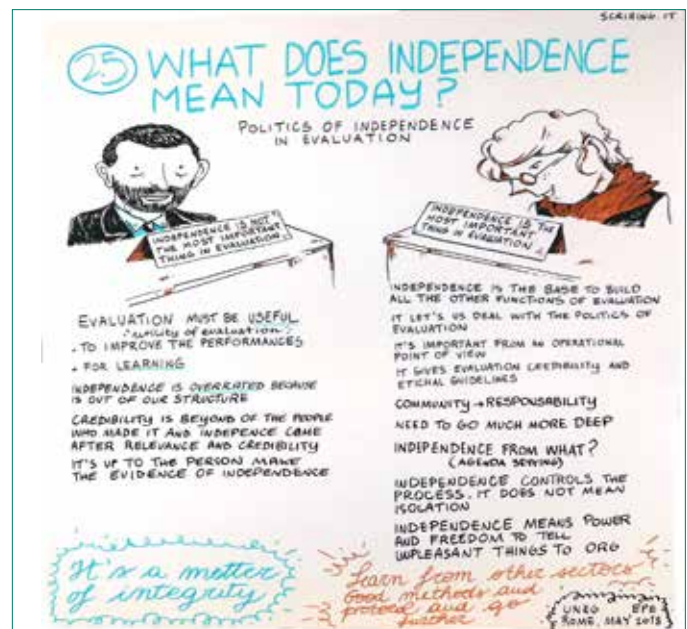 SCRIBING.IT
25 WHAT DOES INDEPENDENCE
MEAN TODAY?
POLITICS OF INDEPENDENCE
IN EVALUATION
INDEPENDENCE IS NOT
THE MOST IMPORTANT
THING IN EVALUATION
EVALUATION MUST BE USEFUL
utility of evaluation
• TO IMPROVE THE PERFORMANCES
• FOR LEARNING
INDEPENDENCE IS OVERRATED BECAUSE
IS OUT OF OUR STRUCTURE
CREDIBILITY IS BEYOND OF THE PEOPLE
WHO MADE IT AND INDEPENCE CAME
AFTER RELEVANCE AND CREDIBILITY
IT'S UP TO THE PERSON MAKE
THE EVIDENCE OF INDEPENDENCE
It's a matter
of integrity
INDEPENDENCE IS THE
MOST IMPORTANT
THING IN EVALUATION
INDEPENDENCE IS THE BASE TO BUILD
ALL THE OTHER FUNCTIONS OF EVALUATION
IT LET'S US DEAL WITH THE POLITICS OF
EVALUATION
IT'S IMPORTANT FROM AN OPERATIONAL
POINT OF VIEW
IT GIVES EVALUATION CREDIBILITY AND
ETICHAL GUIDELINES
COMMUNITY → RESPONSABILITY
NEED TO GO MUCH MORE DEEP
INDEPENDENCE FROM WHAT?
(AGENDA SETTING)
INDEPENDENCE CONTROLS THE
PROCESS. IT DOES NOT MEAN
ISOLATION
INDEPENDENCE MEANS POWER
AND FREEDOM TO TELL
UNPLEASANT THINGS TO ORG
Learn from other sectors
Good methods and
protocol and go
further
UNEG EPE
ROME, MAY 2018